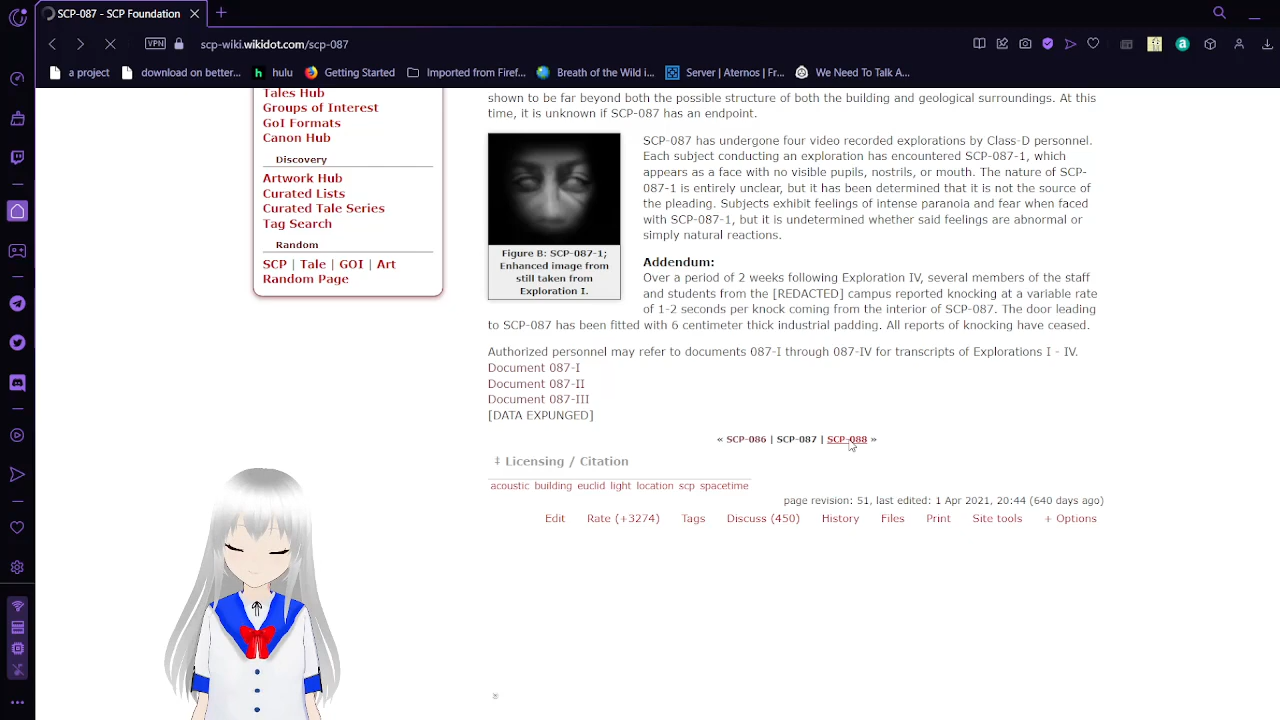 SCP-087 - SCP Foundation
VPN
scp-wiki.wikidot.com/scp-087
a project
download on better...
hulu
Getting Started
Imported from Firef...
Breath of the Wild i...
Server | Aternos | Fr...
We Need To Talk A...
Tales Hub
Groups of Interest
GoI Formats
Canon Hub
Discovery
Artwork Hub
Curated Lists
Curated Tale Series
Tag Search
Random
SCP | Tale | GOI | Art
Random Page
shown to be far beyond both the possible structure of both the building and geological surroundings. At this
time, it is unknown if SCP-087 has an endpoint.
SCP-087 has undergone four video recorded explorations by Class-D personnel.
Each subject conducting an exploration has encountered SCP-087-1, which
appears as a face with no visible pupils, nostrils, or mouth. The nature of SCP-
087-1 is entirely unclear, but it has been determined that it is not the source of
the pleading. Subjects exhibit feelings of intense paranoia and fear when faced
with SCP-087-1, but it is undetermined whether said feelings are abnormal or
simply natural reactions.
Figure B: SCP-087-1;
Enhanced image from
still taken from
Exploration I.
Addendum:
Over a period of 2 weeks following Exploration IV, several members of the staff
and students from the [REDACTED] campus reported knocking at a variable rate
of 1-2 seconds per knock coming from the interior of SCP-087. The door leading
to SCP-087 has been fitted with 6 centimeter thick industrial padding. All reports of knocking have ceased.
Authorized personnel may refer to documents 087-I through 087-IV for transcripts of Explorations I - IV.
Document 087-I
Document 087-II
Document 087-III
[DATA EXPUNGED]
« SCP-086 | SCP-087 | SCP-088 »
‡ Licensing / Citation
acoustic building euclid light location scp spacetime
page revision: 51, last edited: 1 Apr 2021, 20:44 (640 days ago)
Edit Rate (+3274) Tags Discuss (450) History Files Print Site tools + Options